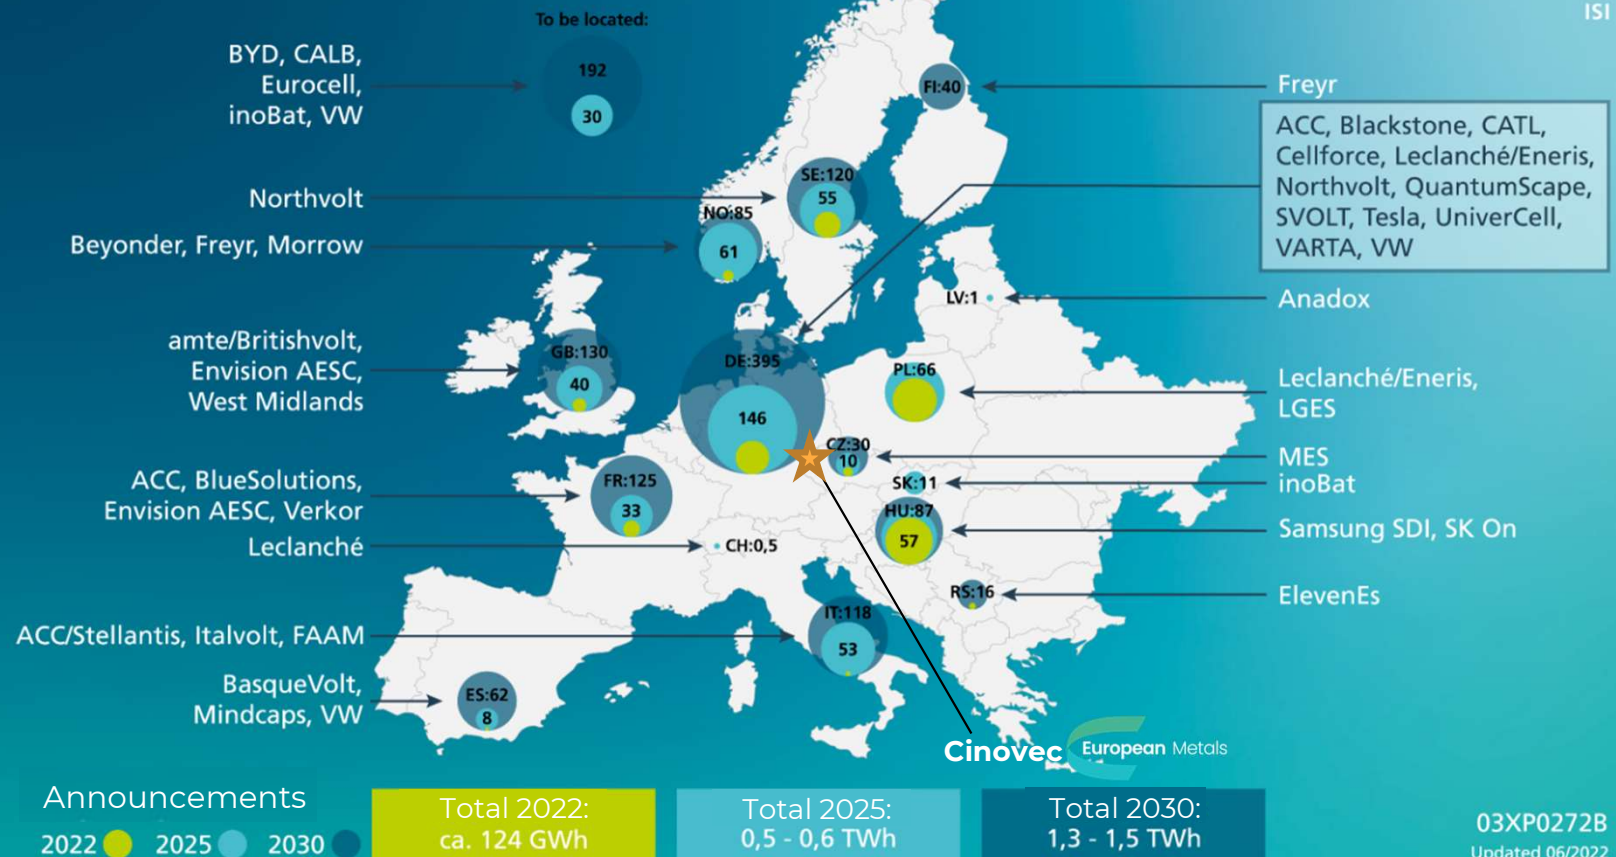 ISI
To be located:
192
30
BYD, CALB,
Eurocell,
inoBat, VW
Northvolt
Beyonder, Freyr, Morrow
amte/Britishvolt,
Envision AESC,
West Midlands
ACC, BlueSolutions,
Envision AESC, Verkor
Leclanché
ACC/Stellantis, Italvolt, FAAM
BasqueVolt,
Mindcaps, VW
FI:40
SE:120
55
NO:85
61
LV:1
GB:130
40
DE:395
146
PL:66
CZ:30
10
SK:11
FR:125
33
HU:87
57
CH:0,5
RS:16
IT:118
53
ES:62
8
Freyr
ACC, Blackstone, CATL,
Cellforce, Leclanché/Eneris,
Northvolt, QuantumScape,
SVOLT, Tesla, UniverCell,
VARTA, VW
Anadox
Leclanché/Eneris,
LGES
MES
inoBat
Samsung SDI, SK On
ElevenEs
Cinovec
European Metals
Announcements
2022 2025 2030
Total 2022:
ca. 124 GWh
Total 2025:
0,5 - 0,6 TWh
Total 2030:
1,3 - 1,5 TWh
03XP0272B
Updated 06/2022